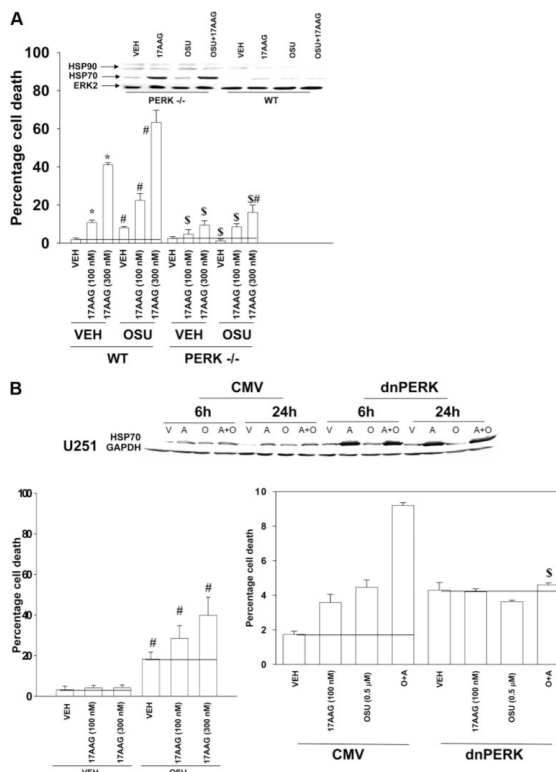 A
VEH 17AAG OSU OSU+17AAG VEH 17AAG OSU OSU+17AAG
HSP90
HSP70
ERK2
PERK -/- WT
Percentage cell death
100
80
60
40
20
0
* * # # # $ $ $ $ $#
VEH 17AAG (100 nM) 17AAG (300 nM) VEH 17AAG (100 nM) 17AAG (300 nM) VEH 17AAG (100 nM) 17AAG (300 nM) VEH 17AAG (100 nM) 17AAG (300 nM)
VEH OSU VEH OSU
WT PERK -/-
B
CMV dnPERK
6h 24h 6h 24h
V A O A+O V A O A+O V A O A+O V A O A+O
U251
HSP70
GAPDH
Percentage cell death
100
80
60
40
20
0
# # #
VEH 17AAG (100 nM) 17AAG (300 nM) VEH 17AAG (100 nM) 17AAG (300 nM)
VEH OSU
Percentage cell death
10
8
6
4
2
0
$
VEH 17AAG (100 nM) OSU (0.5 µM) O+A VEH 17AAG (100 nM) OSU (0.5 µM) O+A
CMV dnPERK